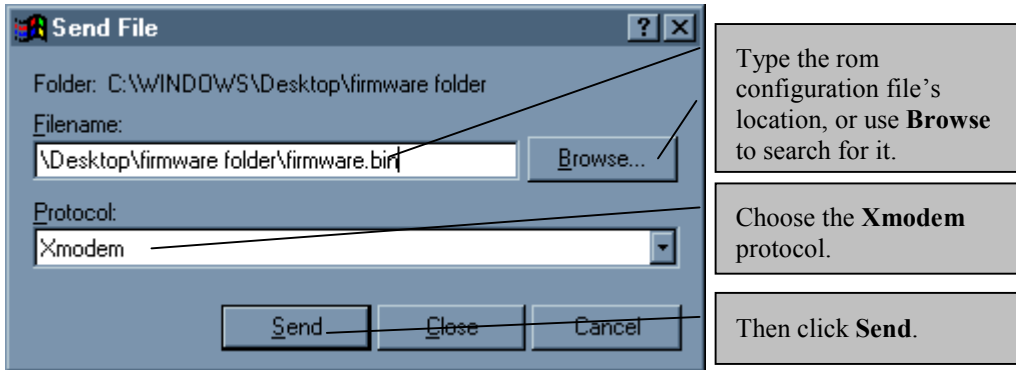 Send File
Folder: C:\WINDOWS\Desktop\firmware folder
Filename:
\Desktop\firmware folder\firmware.bin
Browse...
Protocol:
Xmodem
Send
Close
Cancel
Type the rom
configuration file’s
location, or use Browse
to search for it.
Choose the Xmodem
protocol.
Then click Send.